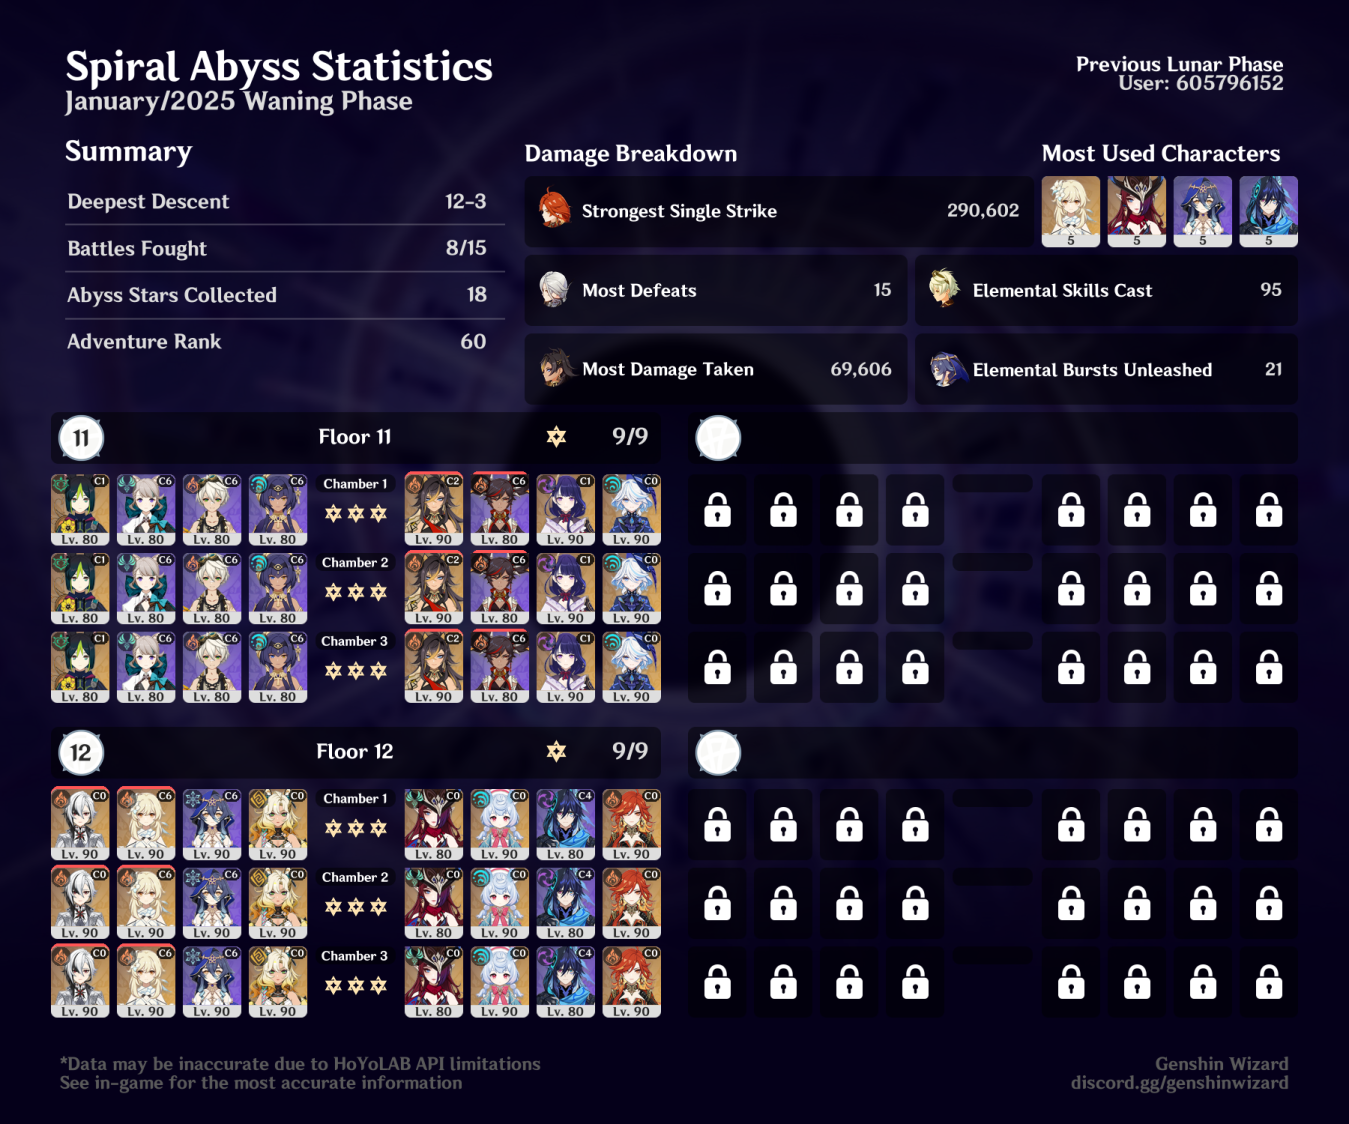 Spiral Abyss Statistics
January/2025 Waning Phase
Previous Lunar Phase
User: 605796152
Summary
Deepest Descent 12-3
Battles Fought 8/15
Abyss Stars Collected 18
Adventure Rank 60
Damage Breakdown
Strongest Single Strike 290,602
Most Defeats 15
Elemental Skills Cast 95
Most Damage Taken 69,606
Elemental Bursts Unleashed 21
Most Used Characters
5 5 5 5
11 Floor 11 9/9
C1 C6 C6 C6 Chamber 1 C2 C6 C1 C0
Lv. 80 Lv. 80 Lv. 80 Lv. 80 Lv. 90 Lv. 90 Lv. 90 Lv. 90
C1 C6 C6 C6 Chamber 2 C2 C6 C1 C0
Lv. 80 Lv. 80 Lv. 80 Lv. 80 Lv. 90 Lv. 90 Lv. 90 Lv. 90
C1 C6 C6 C6 Chamber 3 C2 C6 C1 C0
Lv. 80 Lv. 80 Lv. 80 Lv. 80 Lv. 90 Lv. 90 Lv. 90 Lv. 90
12 Floor 12 9/9
C0 C6 C6 C0 Chamber 1 C0 C0 C4 C0
Lv. 90 Lv. 90 Lv. 90 Lv. 90 Lv. 80 Lv. 90 Lv. 80 Lv. 90
C0 C6 C6 C0 Chamber 2 C0 C0 C4 C0
Lv. 90 Lv. 90 Lv. 90 Lv. 90 Lv. 80 Lv. 90 Lv. 80 Lv. 90
C0 C6 C6 C0 Chamber 3 C0 C0 C4 C0
Lv. 90 Lv. 90 Lv. 90 Lv. 90 Lv. 80 Lv. 90 Lv. 80 Lv. 90
*Data may be inaccurate due to HoYoLAB API limitations
See in-game for the most accurate information
Genshin Wizard
discord.gg/genshinwizard